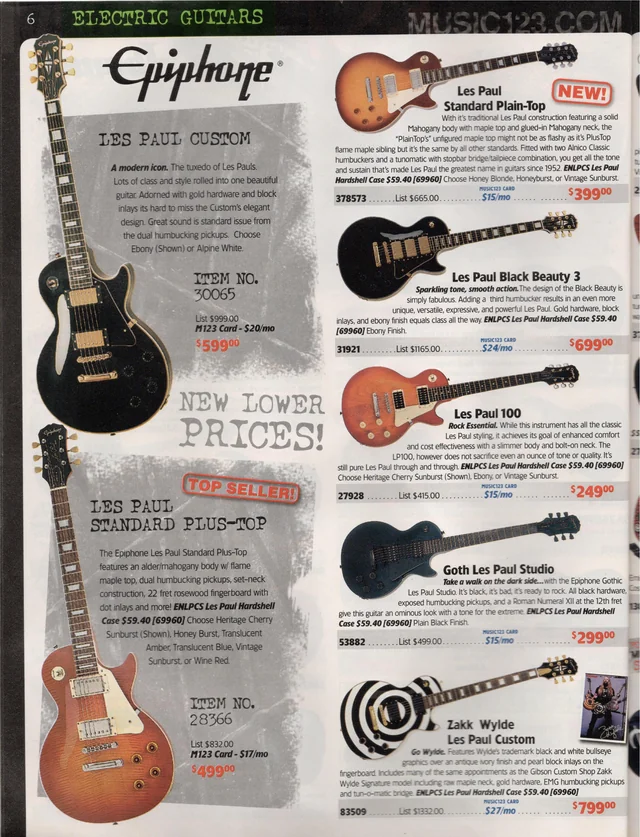 6
ELECTRIC GUITARS
MUSIC123.COM
Epiphone®
LES PAUL CUSTOM
A modern icon. The tuxedo of Les Pauls.
Lots of class and style rolled into one beautiful
guitar. Adorned with gold hardware and block
inlays its hard to miss the Custom's elegant
design. Great sound is standard issue from
the dual humbucking pickups. Choose
Ebony (Shown) or Alpine White.
ITEM NO.
30065
List $999.00
M123 Card - $20/mo
$599.00
NEW LOWER
PRICES!
TOP SELLER!
LES PAUL
STANDARD PLUS-TOP
The Epiphone Les Paul Standard Plus-Top
features an alder/mahogany body w/ flame
maple top, dual humbucking pickups, set-neck
construction, 22 fret rosewood fingerboard with
dot inlays and more! ENLPCS Les Paul Hardshell
Case $59.40 [69960] Choose Heritage Cherry
Sunburst (Shown), Honey Burst, Translucent
Amber, Translucent Blue, Vintage
Sunburst, or Wine Red.
ITEM NO.
28366
List $832.00
M123 Card - $17/mo
$499.00
Les Paul
Standard Plain-Top
NEW!
With it's traditional Les Paul construction featuring a solid
Mahogany body with maple top and glued-in Mahogany neck, the
"PlainTop's" unfigured maple top might not be as flashy as it's PlusTop
flame maple sibling but it's the same by all other standards. Fitted with two Alnico Classic
humbuckers and a tunomatic with stopbar bridge/tailpiece combination, you get all the tone
and sustain that's made Les Paul the greatest name in guitars since 1952. ENLPCS Les Paul
Hardshell Case $59.40 [69960] Choose Honey Blonde, Honeyburst, or Vintage Sunburst.
MUSIC123 CARD
378573.......List $665.00..........$15/mo..........$399.00
Les Paul Black Beauty 3
Sparkling tone, smooth action. The design of the Black Beauty is
simply fabulous. Adding a third humbucker results in an even more
unique, versatile, expressive, and powerful Les Paul. Gold hardware, block
inlays, and ebony finish equals class all the way. ENLPCS Les Paul Hardshell Case $59.40
[69960] Ebony Finish.
MUSIC123 CARD
31921.........List $1165.00..........$24/mo..........$699.00
Les Paul 100
Rock Essential. While this instrument has all the classic
Les Paul styling, it achieves its goal of enhanced comfort
and cost effectiveness with a slimmer body and bolt-on neck. The
LP100, however does not sacrifice even an ounce of tone or quality. It's
still pure Les Paul through and through. ENLPCS Les Paul Hardshell Case $59.40 [69960]
Choose Heritage Cherry Sunburst (Shown), Ebony, or Vintage Sunburst.
MUSIC123 CARD
27928........List $415.00..........$15/mo..........$249.00
Goth Les Paul Studio
Take a walk on the dark side...with the Epiphone Gothic
Les Paul Studio. It's black, it's bad, it's ready to rock. All black hardware,
exposed humbucking pickups, and a Roman Numeral XII at the 12th fret
give this guitar an ominous look with a tone for the extreme. ENLPCS Les Paul Hardshell
Case $59.40 [69960] Plain Black Finish.
MUSIC123 CARD
53882........List $499.00..........$15/mo..........$299.00
Zakk Wylde
Les Paul Custom
Go Wylde. Features Wylde's trademark black and white bullseye
graphics over an antique ivory finish and pearl block inlays on the
fingerboard. Includes many of the same appointments as the Gibson Custom Shop Zakk
Wylde Signature model including raw maple neck, gold hardware, EMG humbucking pickups
and tun-o-matic bridge. ENLPCS Les Paul Hardshell Case $59.40 [69960]
MUSIC123 CARD
83509........List $1332.00..........$27/mo..........$799.00